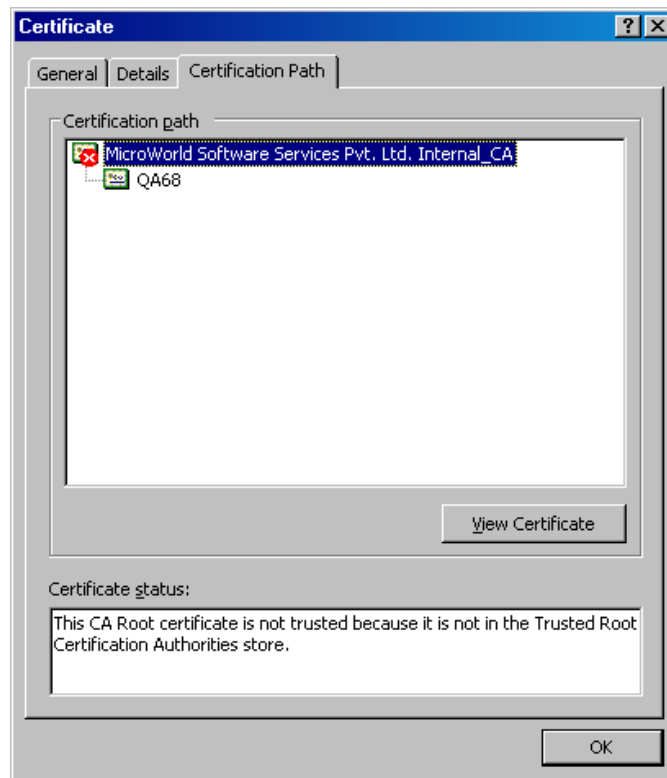 Certificate
General
Details
Certification Path
Certification path
MicroWorld Software Services Pvt. Ltd. Internal_CA
QA68
View Certificate
Certificate status:
This CA Root certificate is not trusted because it is not in the Trusted Root
Certification Authorities store.
OK